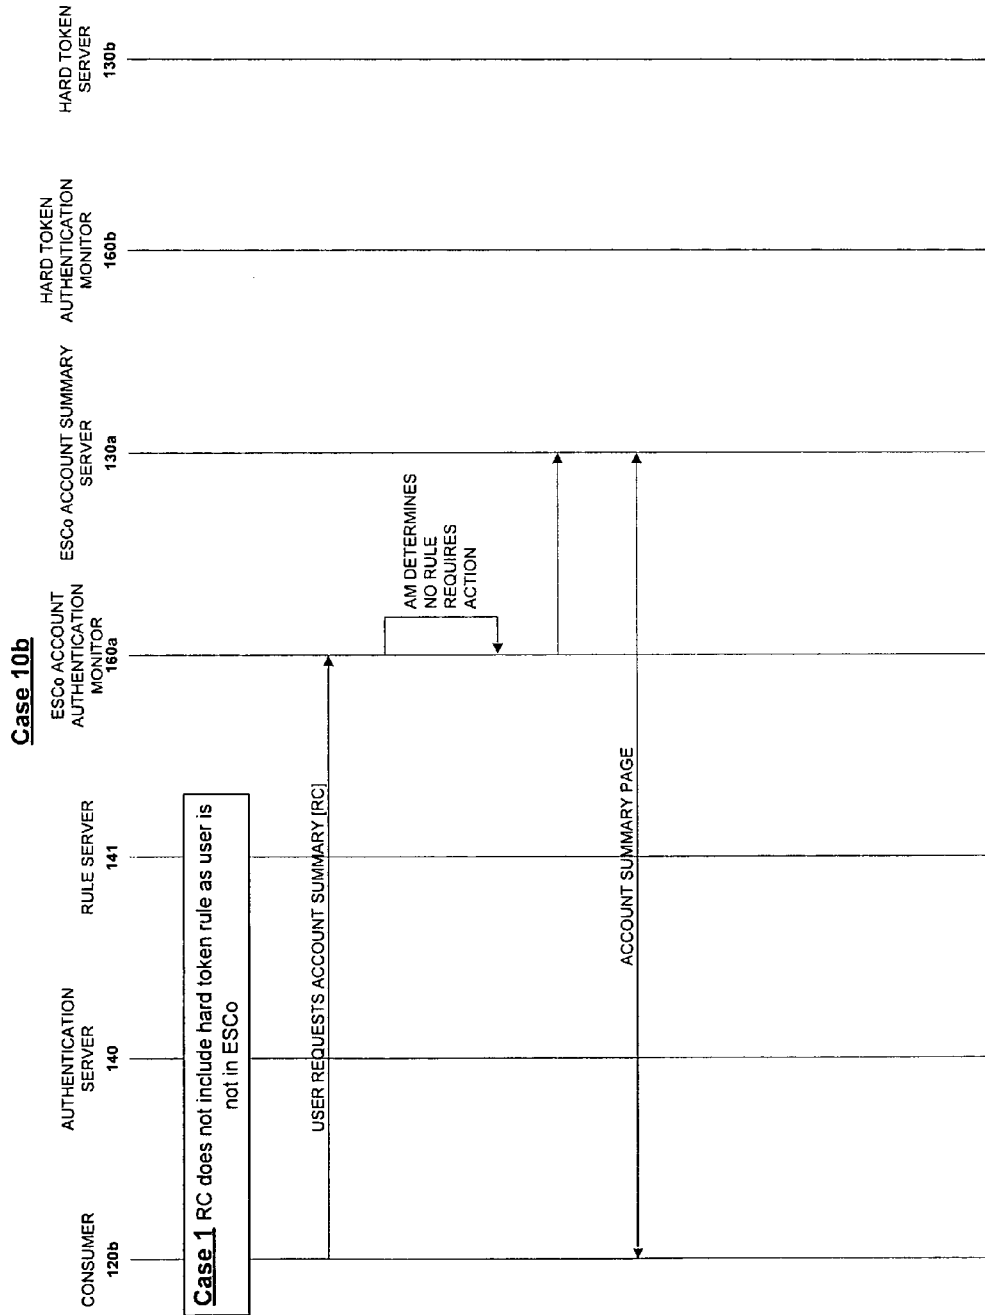 Case 10b
CONSUMER
120b
AUTHENTICATION
SERVER
140
RULE SERVER
141
ESCo ACCOUNT
AUTHENTICATION
MONITOR
160a
ESCo ACCOUNT SUMMARY
SERVER
130a
HARD TOKEN
AUTHENTICATION
MONITOR
160b
HARD TOKEN
SERVER
130b
Case 1 RC does not include hard token rule as user is
not in ESCo
USER REQUESTS ACCOUNT SUMMARY [RC]
AM DETERMINES
NO RULE
REQUIRES
ACTION
ACCOUNT SUMMARY PAGE